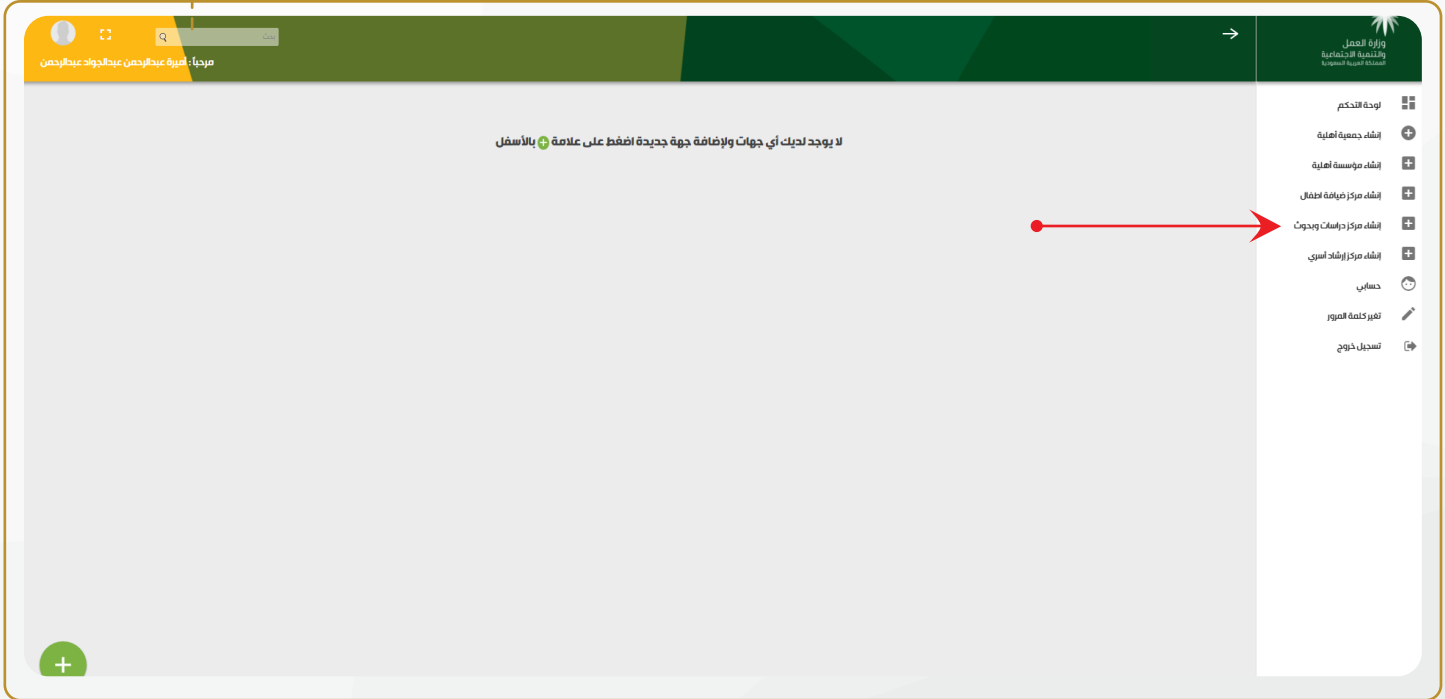 وزارة العمل
والتنمية الاجتماعية
المملكة العربية السعودية
بحث
مرحباً : أميرة عبدالرحمن عبدالجواد عبدالرحمن
لوحة التحكم
إنشاء جمعية أهلية
إنشاء مؤسسة أهلية
إنشاء مركز ضيافة اطفال
إنشاء مركز دراسات وبحوث
إنشاء مركز إرشاد أسري
حسابي
تغير كلمة المرور
تسجيل خروج
لا يوجد لديك أي جهات ولإضافة جهة جديدة اضغط على علامة + بالأسفل